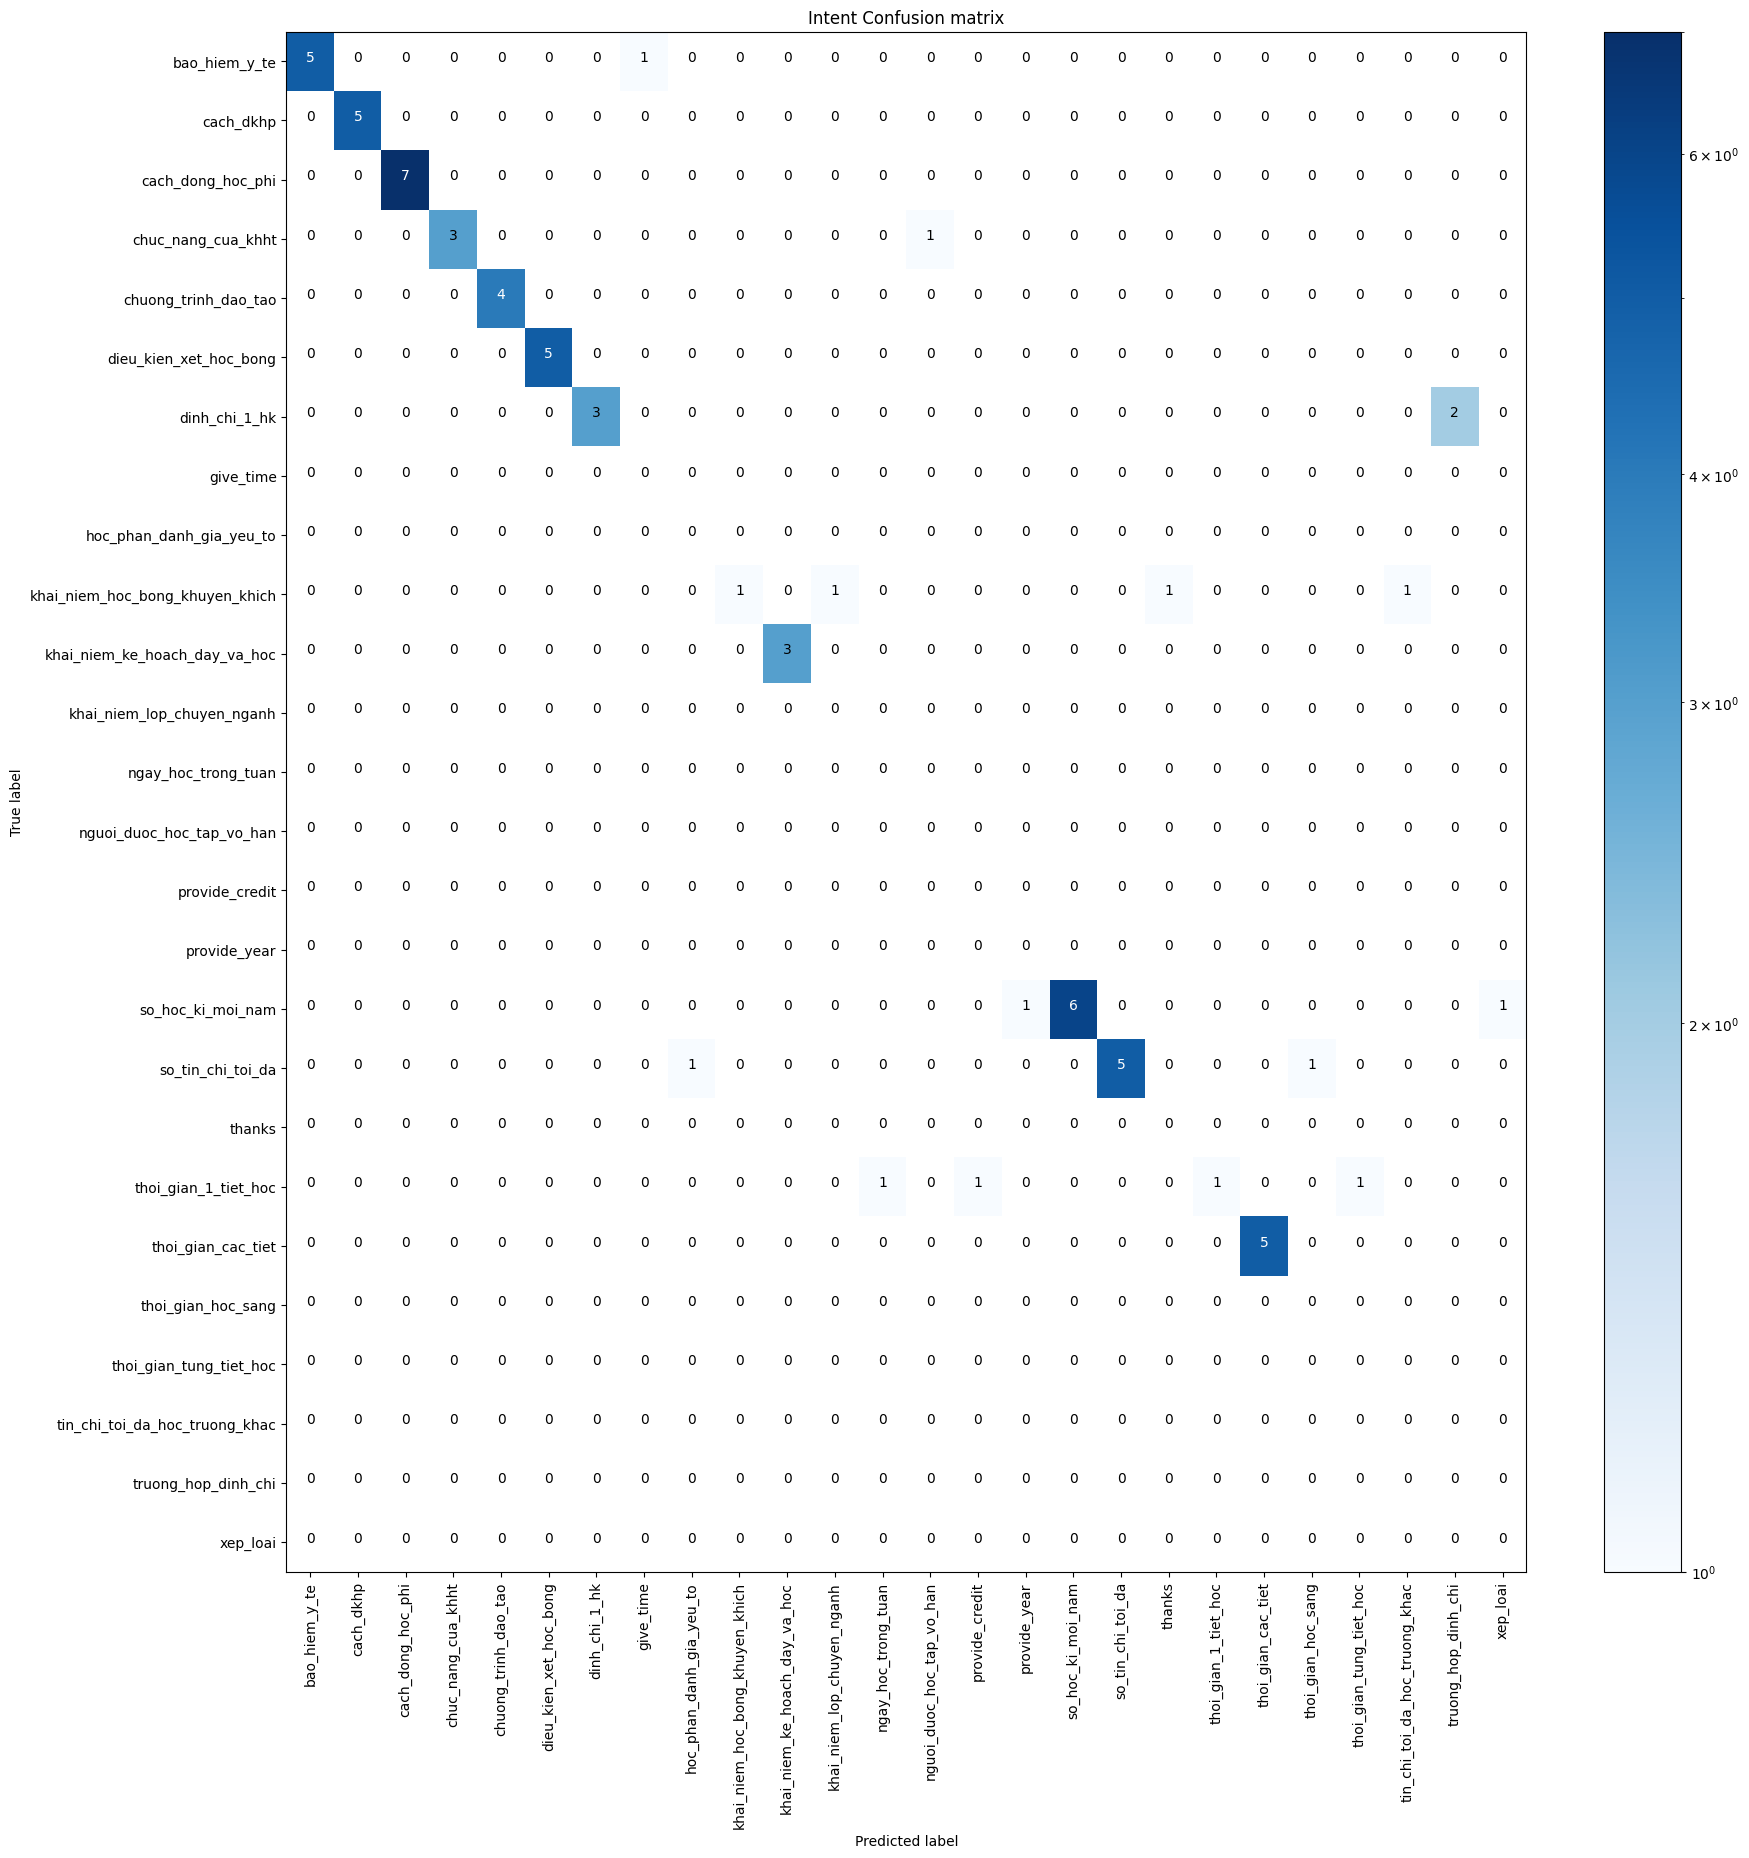 Intent Confusion matrix
True label
bao_hiem_y_te 5 0 0 0 0 0 0 1 0 0 0 0 0 0 0 0 0 0 0 0 0 0 0 0 0 0
cach_dkhp 0 5 0 0 0 0 0 0 0 0 0 0 0 0 0 0 0 0 0 0 0 0 0 0 0 0
cach_dong_hoc_phi 0 0 7 0 0 0 0 0 0 0 0 0 0 0 0 0 0 0 0 0 0 0 0 0 0 0
chuc_nang_cua_khht 0 0 0 3 0 0 0 0 0 0 0 0 0 1 0 0 0 0 0 0 0 0 0 0 0 0
chuong_trinh_dao_tao 0 0 0 0 4 0 0 0 0 0 0 0 0 0 0 0 0 0 0 0 0 0 0 0 0 0
dieu_kien_xet_hoc_bong 0 0 0 0 0 5 0 0 0 0 0 0 0 0 0 0 0 0 0 0 0 0 0 0 0 0
dinh_chi_1_hk 0 0 0 0 0 0 3 0 0 0 0 0 0 0 0 0 0 0 0 0 0 0 0 0 2 0
give_time 0 0 0 0 0 0 0 0 0 0 0 0 0 0 0 0 0 0 0 0 0 0 0 0 0 0
hoc_phan_danh_gia_yeu_to 0 0 0 0 0 0 0 0 0 0 0 0 0 0 0 0 0 0 0 0 0 0 0 0 0 0
khai_niem_hoc_bong_khuyen_khich 0 0 0 0 0 0 0 0 0 1 0 1 0 0 0 0 0 0 1 0 0 0 0 1 0 0
khai_niem_ke_hoach_day_va_hoc 0 0 0 0 0 0 0 0 0 0 3 0 0 0 0 0 0 0 0 0 0 0 0 0 0 0
khai_niem_lop_chuyen_nganh 0 0 0 0 0 0 0 0 0 0 0 0 0 0 0 0 0 0 0 0 0 0 0 0 0 0
ngay_hoc_trong_tuan 0 0 0 0 0 0 0 0 0 0 0 0 0 0 0 0 0 0 0 0 0 0 0 0 0 0
nguoi_duoc_hoc_tap_vo_han 0 0 0 0 0 0 0 0 0 0 0 0 0 0 0 0 0 0 0 0 0 0 0 0 0 0
provide_credit 0 0 0 0 0 0 0 0 0 0 0 0 0 0 0 0 0 0 0 0 0 0 0 0 0 0
provide_year 0 0 0 0 0 0 0 0 0 0 0 0 0 0 0 0 0 0 0 0 0 0 0 0 0 0
so_hoc_ki_moi_nam 0 0 0 0 0 0 0 0 0 0 0 0 0 0 0 1 6 0 0 0 0 0 0 0 0 1
so_tin_chi_toi_da 0 0 0 0 0 0 0 0 1 0 0 0 0 0 0 0 0 5 0 0 0 1 0 0 0 0
thanks 0 0 0 0 0 0 0 0 0 0 0 0 0 0 0 0 0 0 0 0 0 0 0 0 0 0
thoi_gian_1_tiet_hoc 0 0 0 0 0 0 0 0 0 0 0 0 1 0 1 0 0 0 0 1 0 0 1 0 0 0
thoi_gian_cac_tiet 0 0 0 0 0 0 0 0 0 0 0 0 0 0 0 0 0 0 0 0 5 0 0 0 0 0
thoi_gian_hoc_sang 0 0 0 0 0 0 0 0 0 0 0 0 0 0 0 0 0 0 0 0 0 0 0 0 0 0
thoi_gian_tung_tiet_hoc 0 0 0 0 0 0 0 0 0 0 0 0 0 0 0 0 0 0 0 0 0 0 0 0 0 0
tin_chi_toi_da_hoc_truong_khac 0 0 0 0 0 0 0 0 0 0 0 0 0 0 0 0 0 0 0 0 0 0 0 0 0 0
truong_hop_dinh_chi 0 0 0 0 0 0 0 0 0 0 0 0 0 0 0 0 0 0 0 0 0 0 0 0 0 0
xep_loai 0 0 0 0 0 0 0 0 0 0 0 0 0 0 0 0 0 0 0 0 0 0 0 0 0 0
bao_hiem_y_te
cach_dkhp
cach_dong_hoc_phi
chuc_nang_cua_khht
chuong_trinh_dao_tao
dieu_kien_xet_hoc_bong
dinh_chi_1_hk
give_time
hoc_phan_danh_gia_yeu_to
khai_niem_hoc_bong_khuyen_khich
khai_niem_ke_hoach_day_va_hoc
khai_niem_lop_chuyen_nganh
ngay_hoc_trong_tuan
nguoi_duoc_hoc_tap_vo_han
provide_credit
provide_year
so_hoc_ki_moi_nam
so_tin_chi_toi_da
thanks
thoi_gian_1_tiet_hoc
thoi_gian_cac_tiet
thoi_gian_hoc_sang
thoi_gian_tung_tiet_hoc
tin_chi_toi_da_hoc_truong_khac
truong_hop_dinh_chi
xep_loai
Predicted label
6 × 10⁰
4 × 10⁰
3 × 10⁰
2 × 10⁰
10⁰